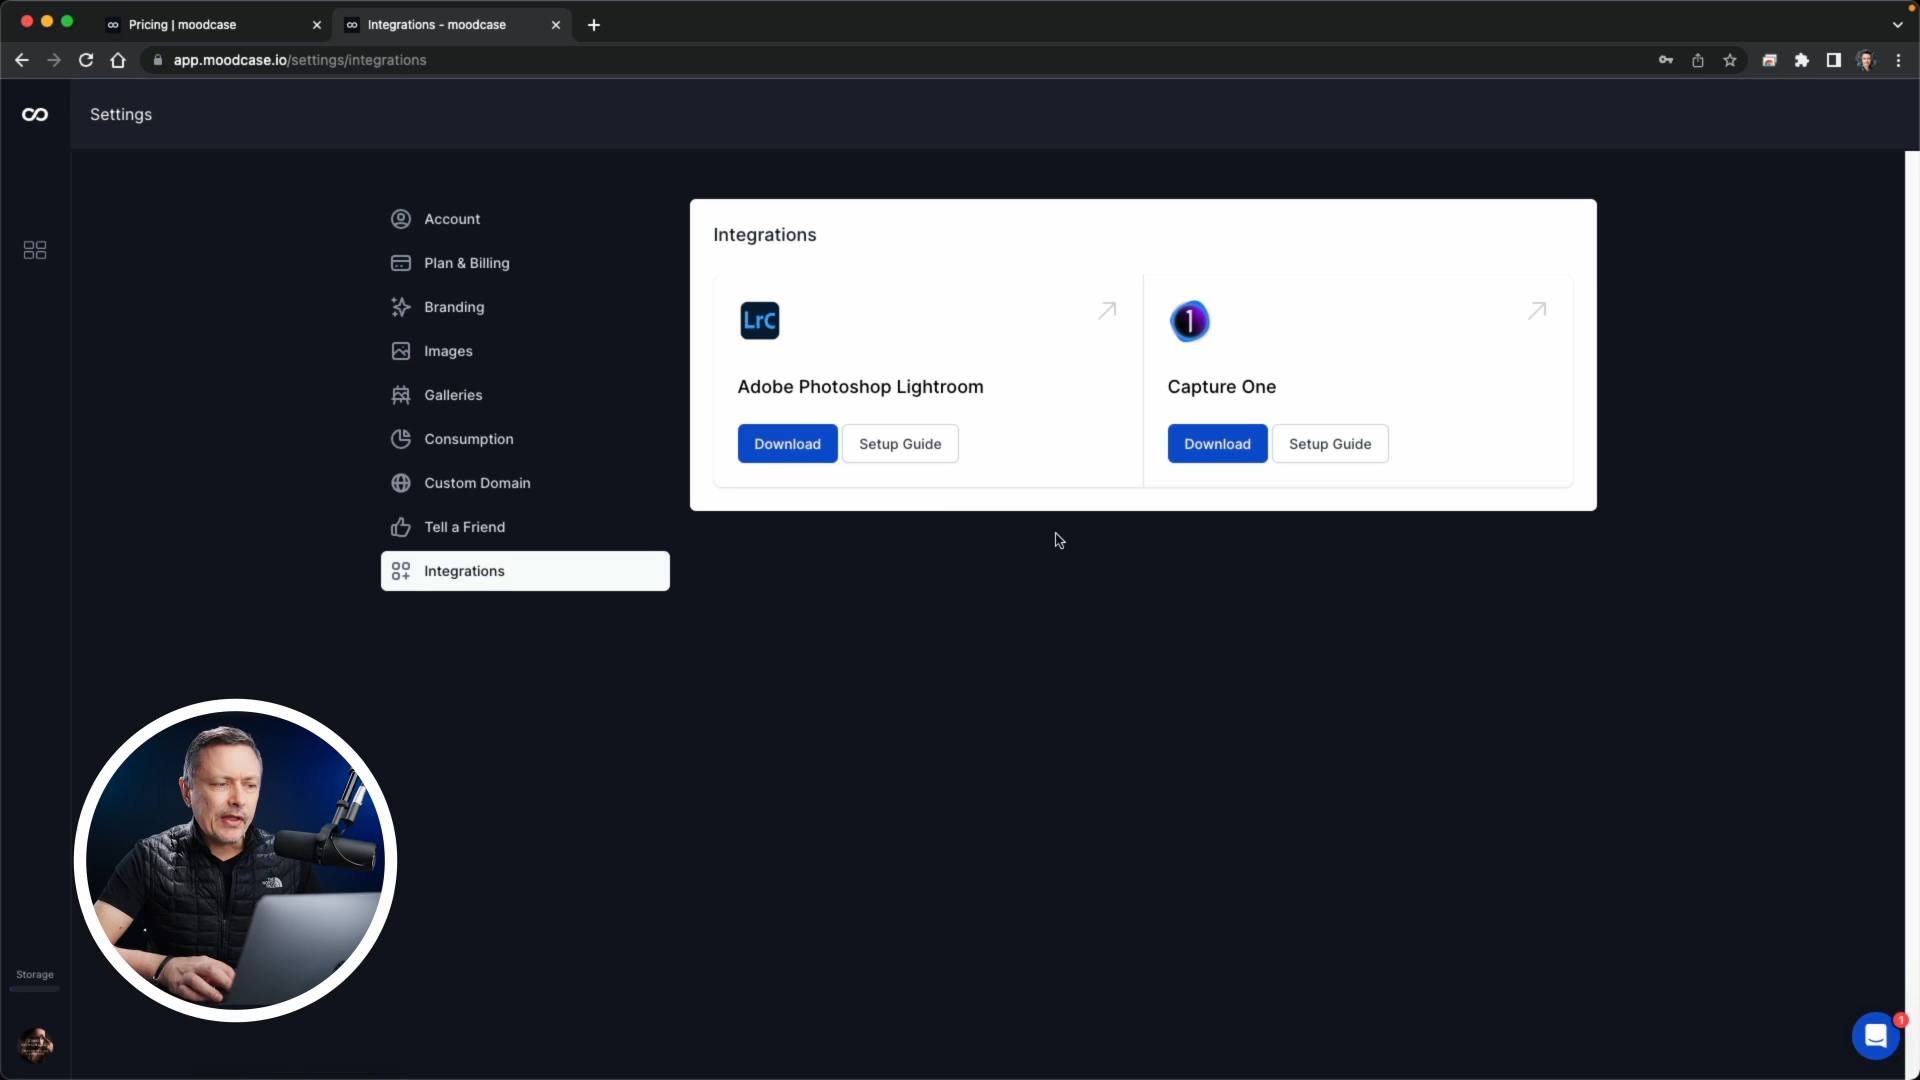 Pricing | moodcase
Integrations - moodcase
app.moodcase.io/settings/integrations
Settings
Account
Plan & Billing
Branding
Images
Galleries
Consumption
Custom Domain
Tell a Friend
Integrations
Integrations
LrC
Adobe Photoshop Lightroom
Download
Setup Guide
1
Capture One
Download
Setup Guide
Storage
1